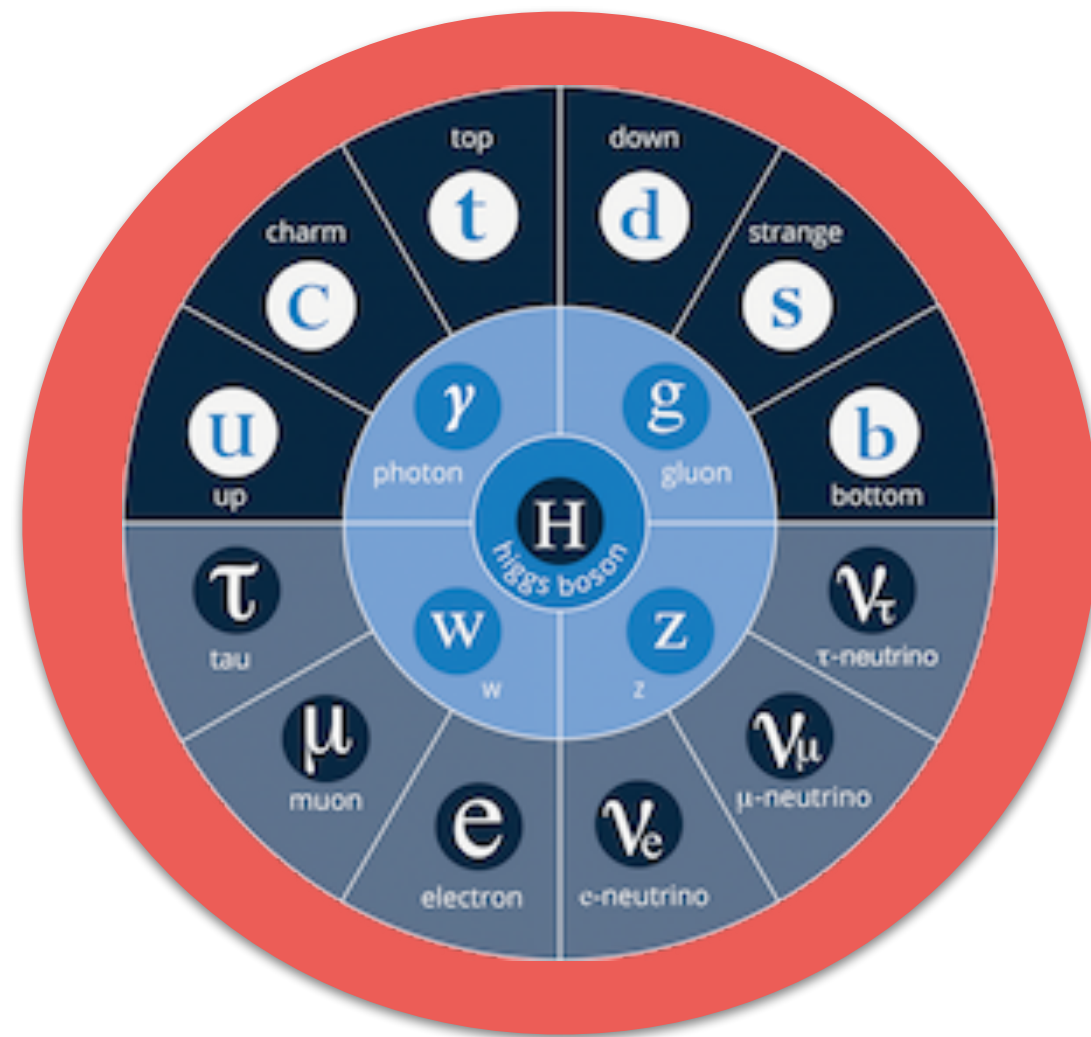 top
t
down
d
charm
c
strange
s
up
u
bottom
b
γ
photon
g
gluon
H
higgs boson
W
w
Z
z
τ
tau
ντ
τ-neutrino
μ
muon
νμ
μ-neutrino
e
electron
νe
e-neutrino